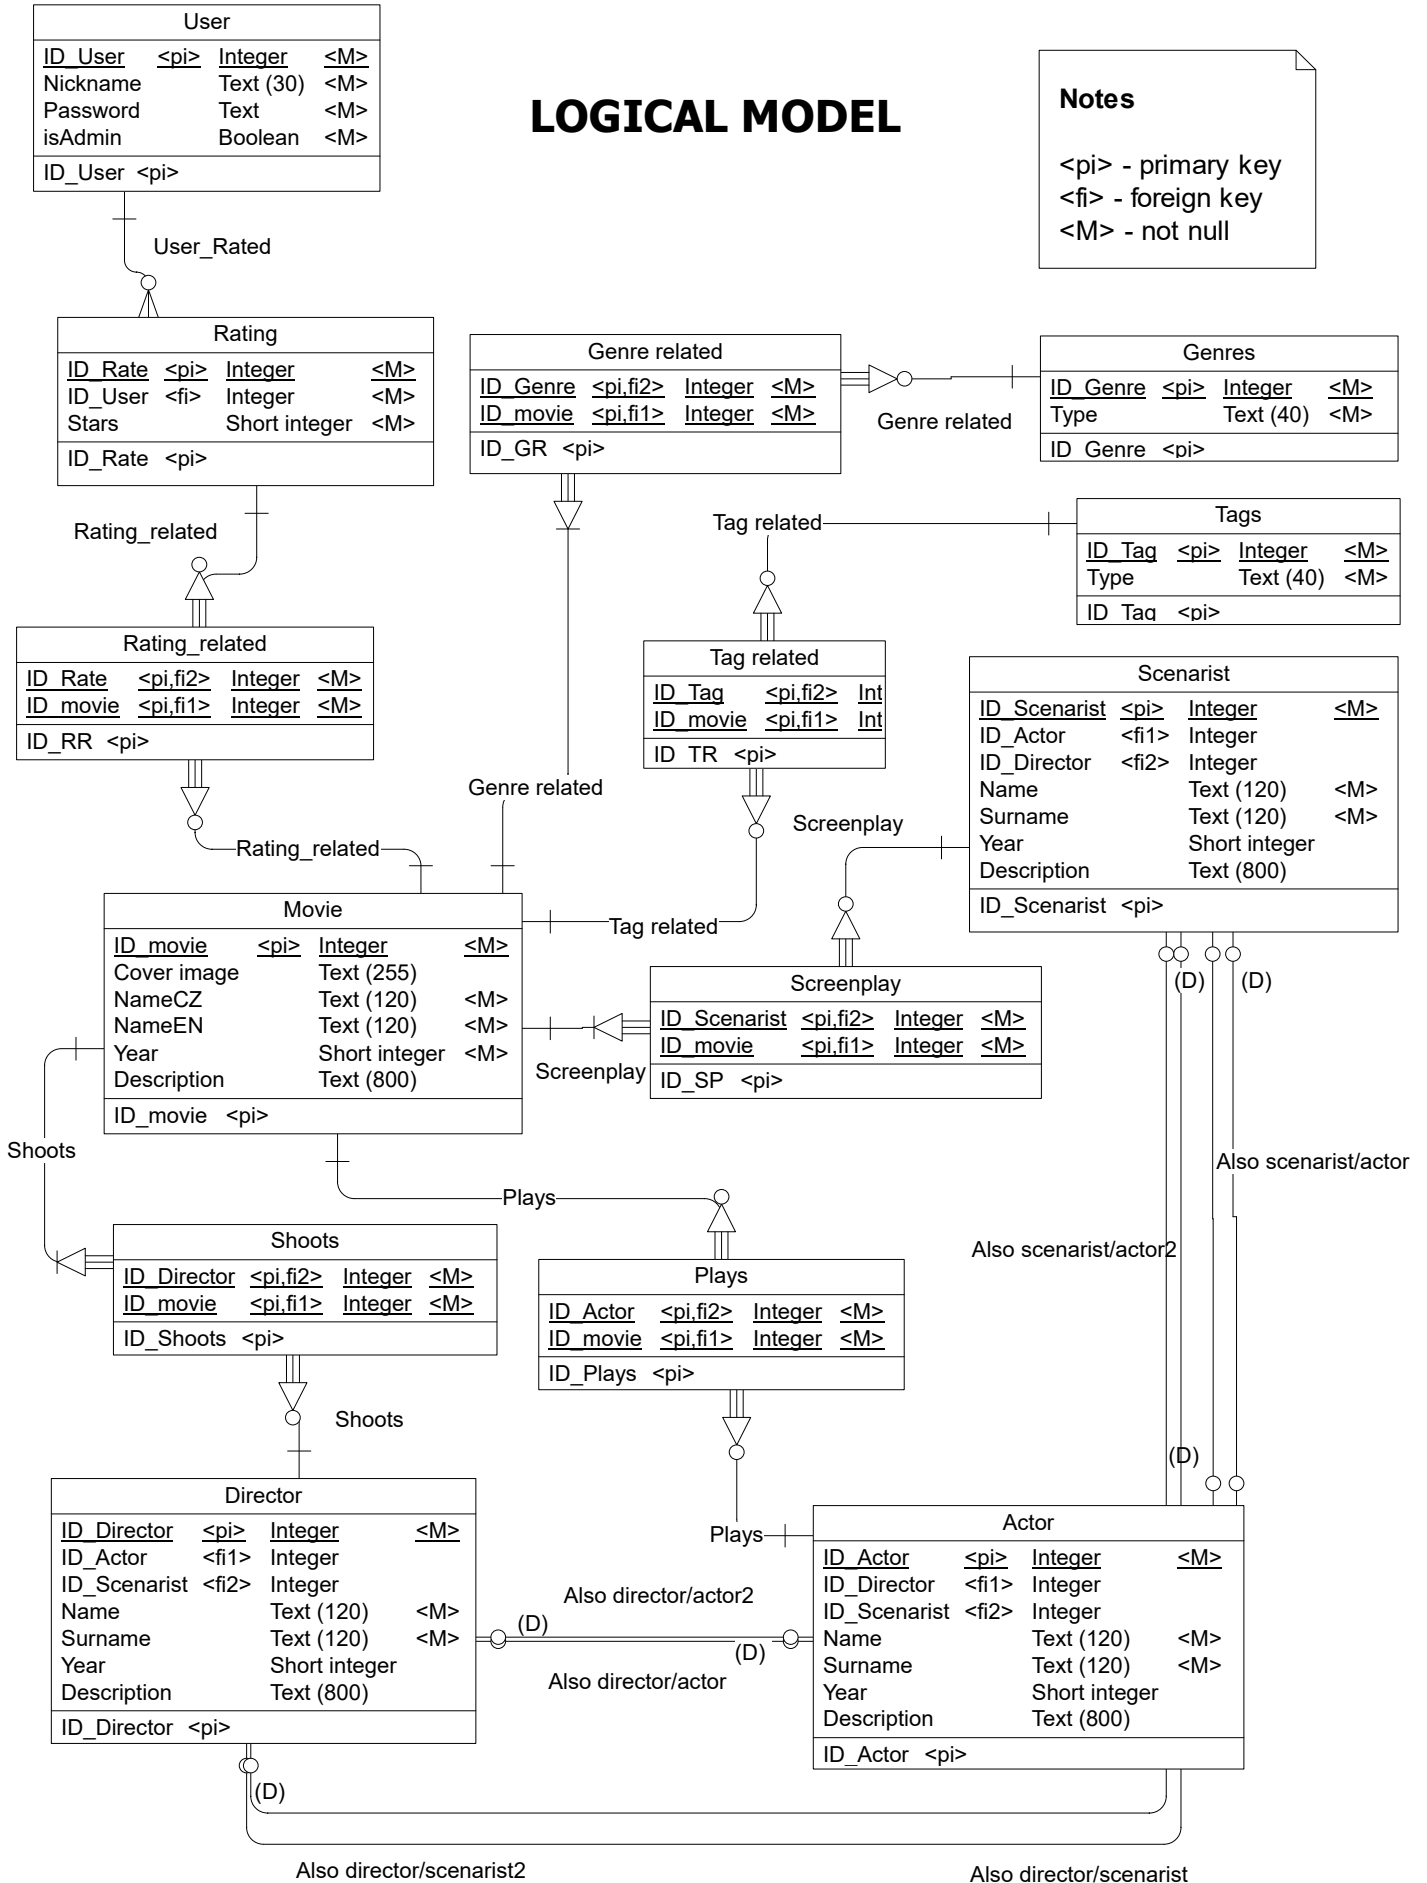 LOGICAL MODEL
Notes
<pi> - primary key
<fi> - foreign key
<M> - not null
User
ID_User <pi> Integer <M>
Nickname Text (30) <M>
Password Text <M>
isAdmin Boolean <M>
ID_User <pi>
User_Rated
Rating
ID_Rate <pi> Integer <M>
ID_User <fi> Integer <M>
Stars Short integer <M>
ID_Rate <pi>
Genre related
ID_Genre <pi,fi2> Integer <M>
ID_movie <pi,fi1> Integer <M>
ID_GR <pi>
Genre related
Genres
ID_Genre <pi> Integer <M>
Type Text (40) <M>
ID_Genre <pi>
Rating_related
Tag related
Tags
ID_Tag <pi> Integer <M>
Type Text (40) <M>
ID_Tag <pi>
Rating_related
ID_Rate <pi,fi2> Integer <M>
ID_movie <pi,fi1> Integer <M>
ID_RR <pi>
Tag related
ID_Tag <pi,fi2> Int
ID_movie <pi,fi1> Int
ID_TR <pi>
Scenarist
ID_Scenarist <pi> Integer <M>
ID_Actor <fi1> Integer
ID_Director <fi2> Integer
Name Text (120) <M>
Surname Text (120) <M>
Year Short integer
Description Text (800)
ID_Scenarist <pi>
Genre related
Screenplay
Rating_related
Tag related
Movie
ID_movie <pi> Integer <M>
Cover image Text (255)
NameCZ Text (120) <M>
NameEN Text (120) <M>
Year Short integer <M>
Description Text (800)
ID_movie <pi>
Screenplay
ID_Scenarist <pi,fi2> Integer <M>
ID_movie <pi,fi1> Integer <M>
ID_SP <pi>
Screenplay
(D)
(D)
Shoots
Also scenarist/actor
Plays
Also scenarist/actor2
Shoots
ID_Director <pi,fi2> Integer <M>
ID_movie <pi,fi1> Integer <M>
ID_Shoots <pi>
Plays
ID_Actor <pi,fi2> Integer <M>
ID_movie <pi,fi1> Integer <M>
ID_Plays <pi>
Shoots
(D)
Plays
Director
ID_Director <pi> Integer <M>
ID_Actor <fi1> Integer
ID_Scenarist <fi2> Integer
Name Text (120) <M>
Surname Text (120) <M>
Year Short integer
Description Text (800)
ID_Director <pi>
Also director/actor2
(D)
(D)
Also director/actor
Actor
ID_Actor <pi> Integer <M>
ID_Director <fi1> Integer
ID_Scenarist <fi2> Integer
Name Text (120) <M>
Surname Text (120) <M>
Year Short integer
Description Text (800)
ID_Actor <pi>
(D)
Also director/scenarist2
Also director/scenarist